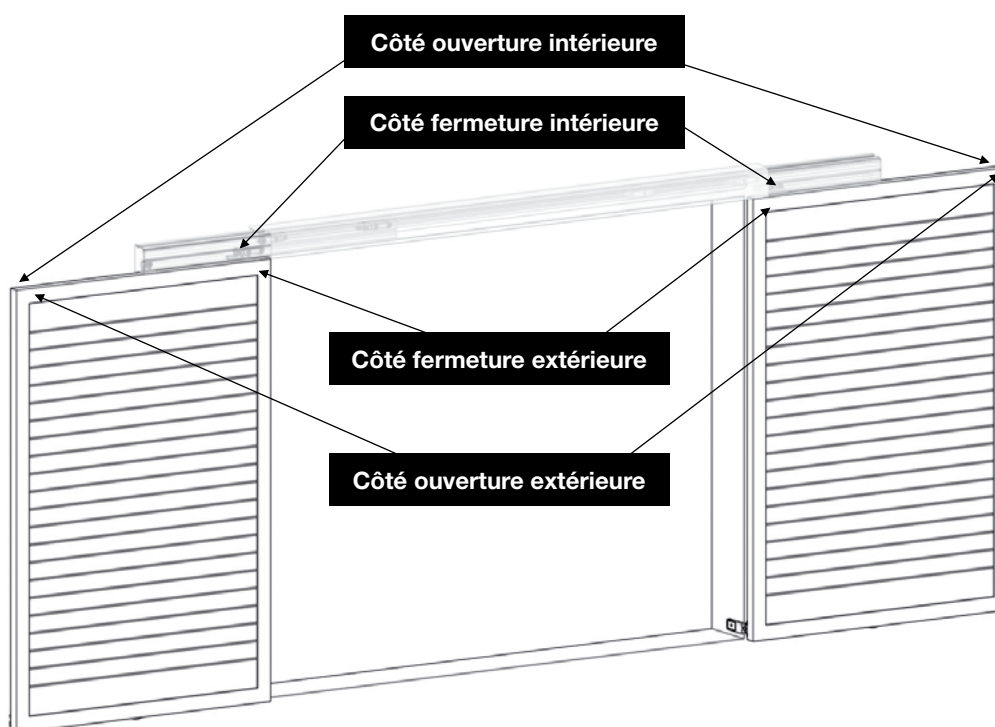 Côté ouverture intérieure
Côté fermeture intérieure
Côté fermeture extérieure
Côté ouverture extérieure